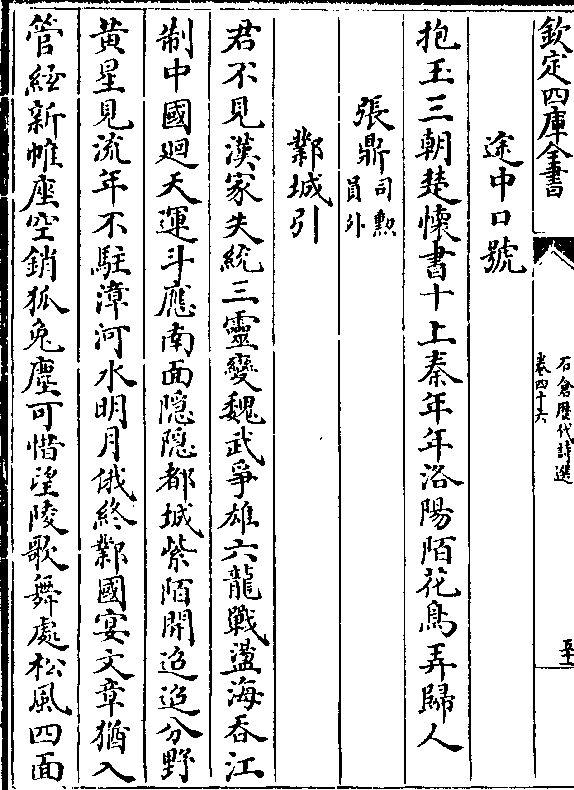 欽定四庫全書
石倉歷代詩選
卷四十六
途中口號
抱玉三朝楚懷書十上秦年年洛陽陌花鳥弄歸人
張鼎司勲
員外
鄴城引
君不見漢家失統三靈變魏武爭雄六龍戰盪海吞江
制中國廻天運斗應南面隠隠都城紫陌開迢迢分野
黄星見流年不駐漳河水明月俄終鄴國宴文章猶入
管絃新帷座空銷狐兔塵可惜望陵歌舞處松風四面